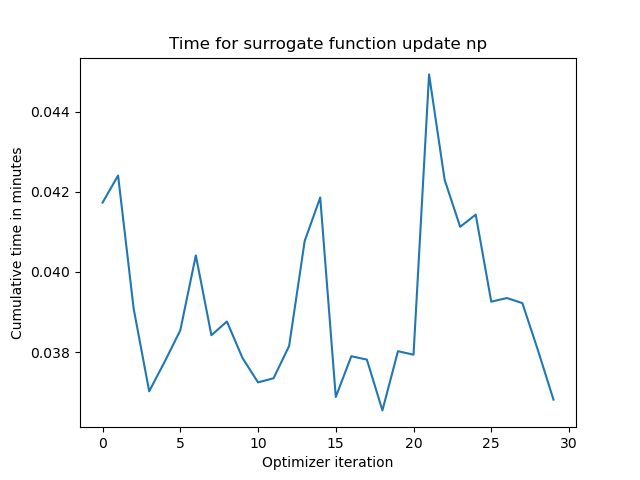 Time for surrogate function update np
Cumulative time in minutes
0.044
0.042
0.040
0.038
0 5 10 15 20 25 30
Optimizer iteration